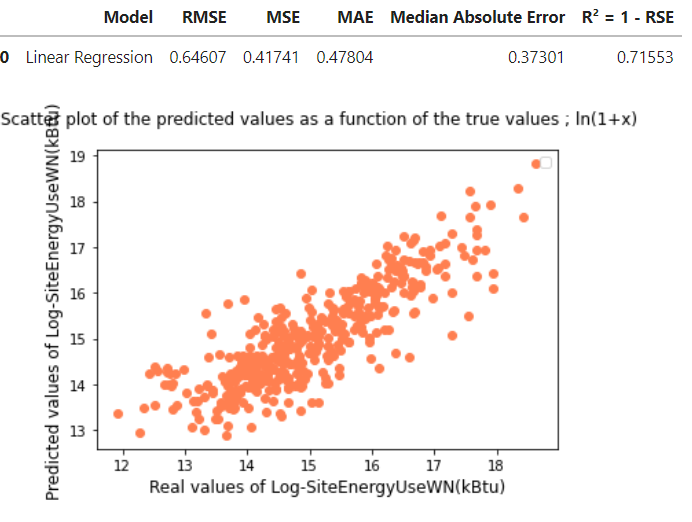 Model RMSE MSE MAE Median Absolute Error R² = 1 - RSE
0 Linear Regression 0.64607 0.41741 0.47804 0.37301 0.71553
Scatter plot of the predicted values as a function of the true values ; ln(1+x)
Predicted values of Log-SiteEnergyUseWN(kBtu)
19
18
17
16
15
14
13
12 13 14 15 16 17 18
Real values of Log-SiteEnergyUseWN(kBtu)